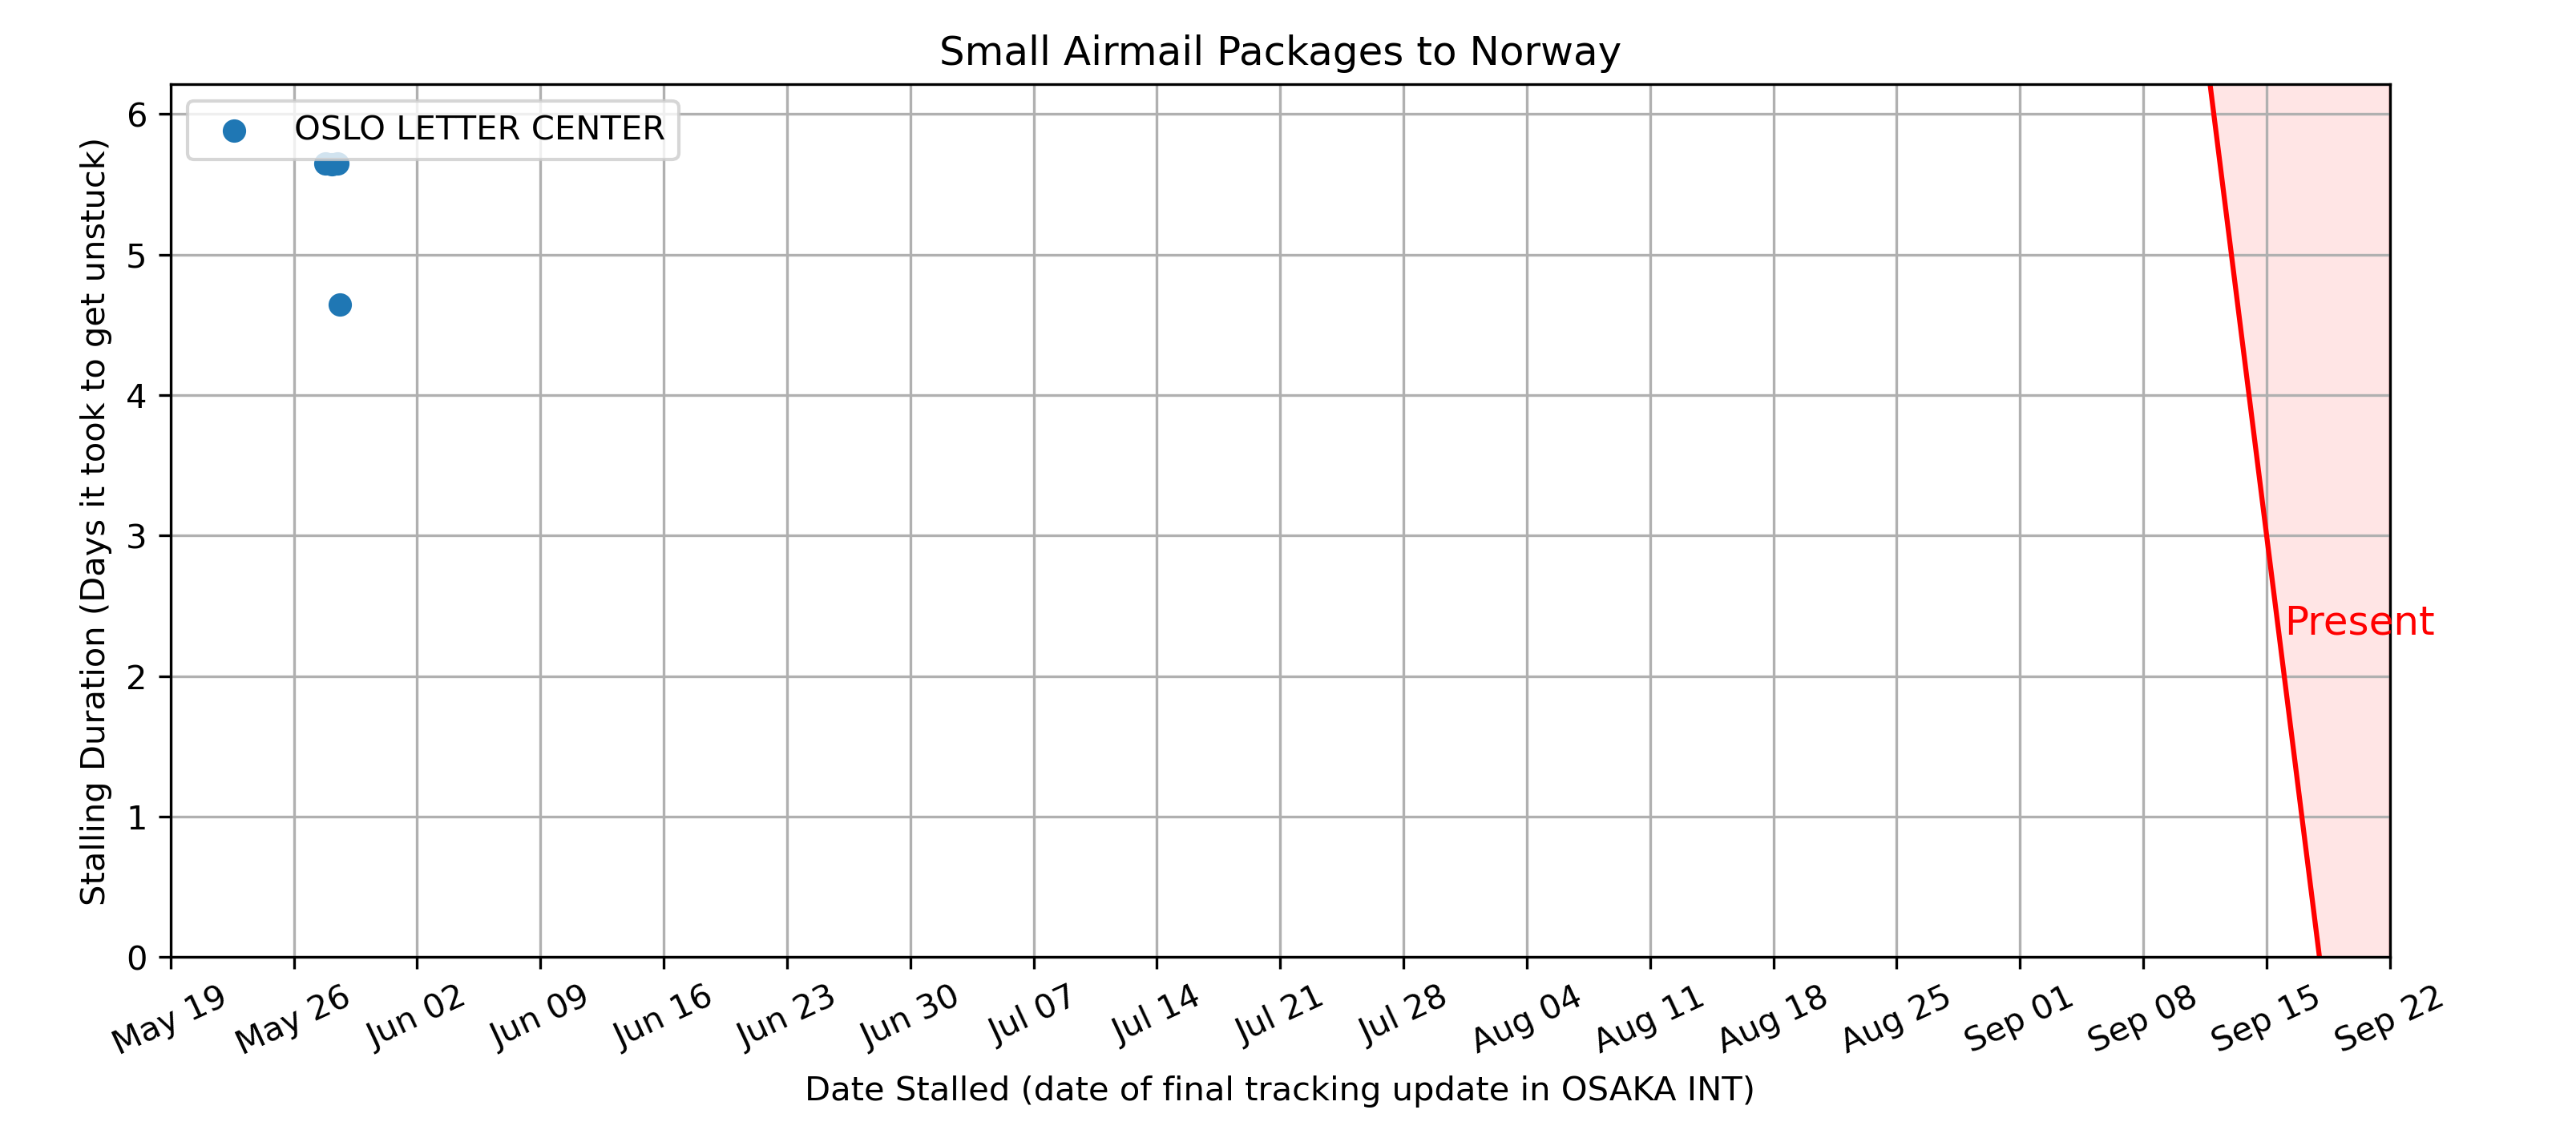 Small Airmail Packages to Norway
OSLO LETTER CENTER
6
5
4
3
2
1
0
Stalling Duration (Days it took to get unstuck)
Present
May 19
May 26
Jun 02
Jun 09
Jun 16
Jun 23
Jun 30
Jul 07
Jul 14
Jul 21
Jul 28
Aug 04
Aug 11
Aug 18
Aug 25
Sep 01
Sep 08
Sep 15
Sep 22
Date Stalled (date of final tracking update in OSAKA INT)